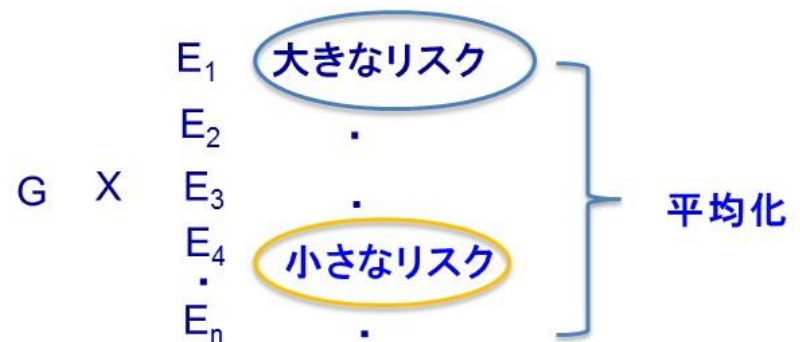 E₁ 大きなリスク
E₂ .
G X E₃ . 平均化
E₄ 小さなリスク
.
Eₙ .